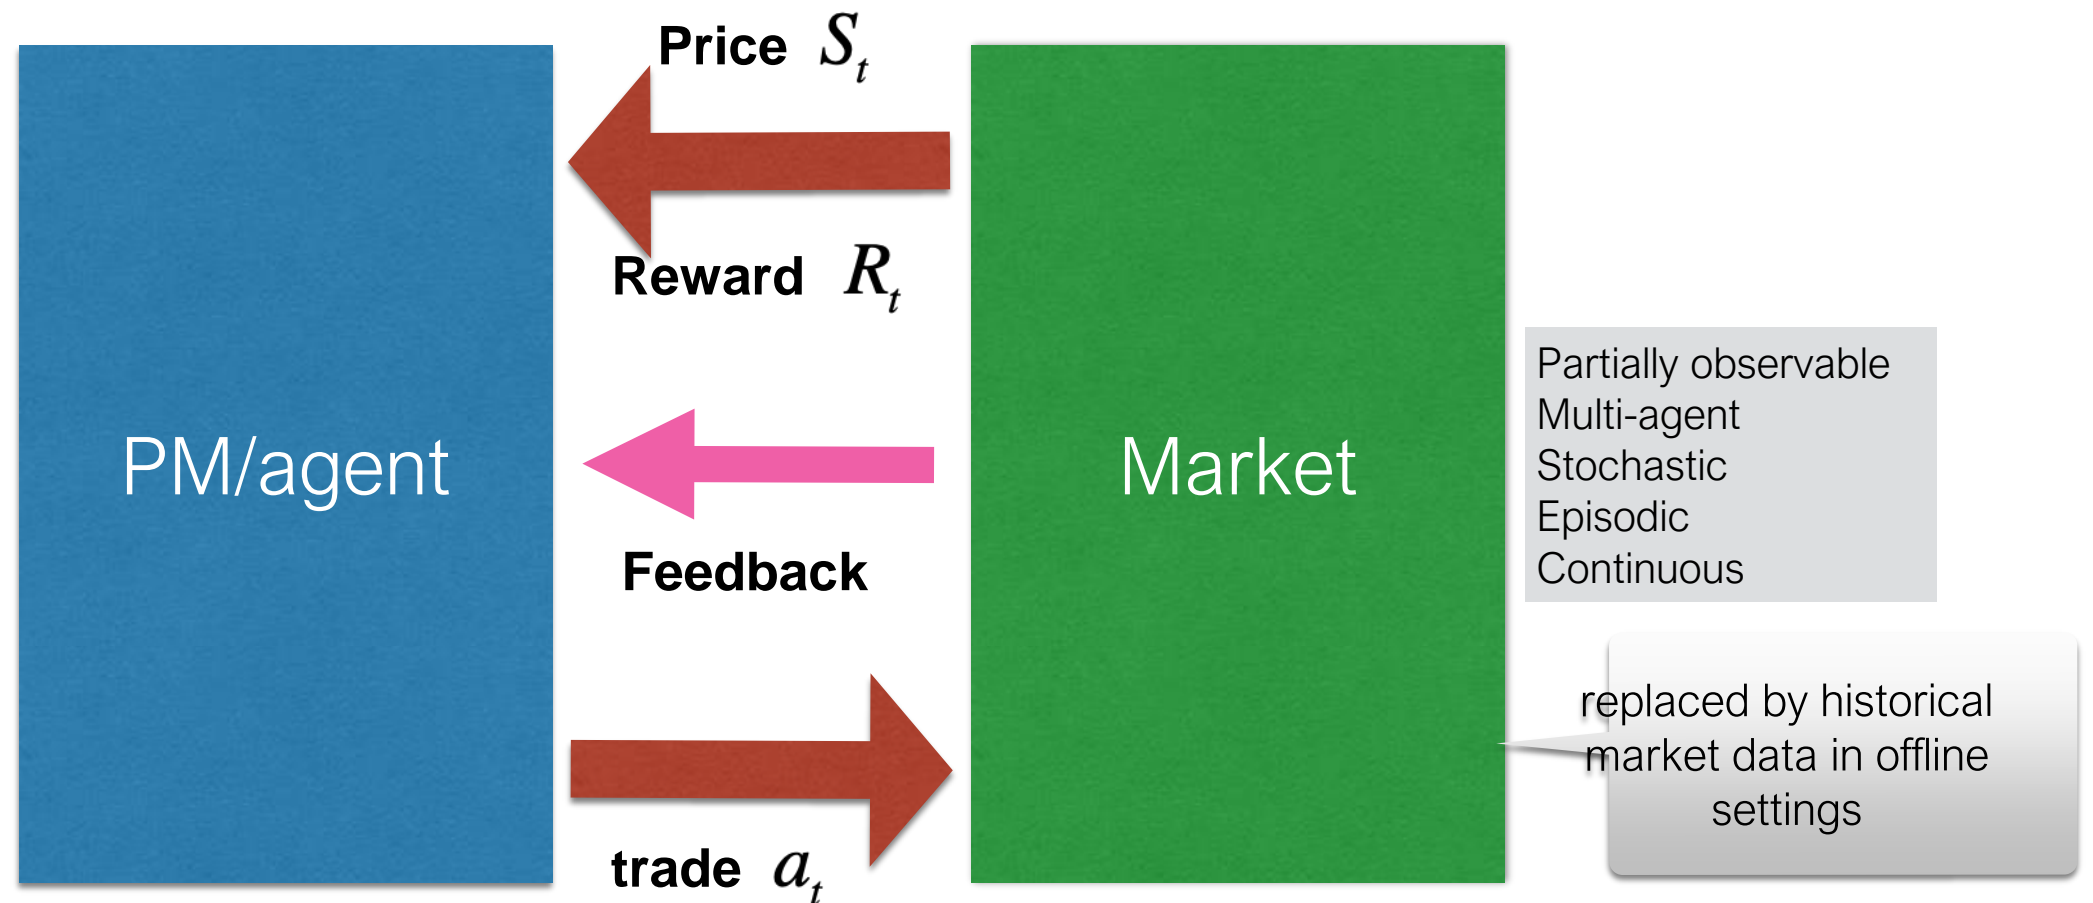 Price S_t
Reward R_t
PM/agent
Market
Feedback
trade a_t
Partially observable
Multi-agent
Stochastic
Episodic
Continuous
replaced by historical
market data in offline
settings